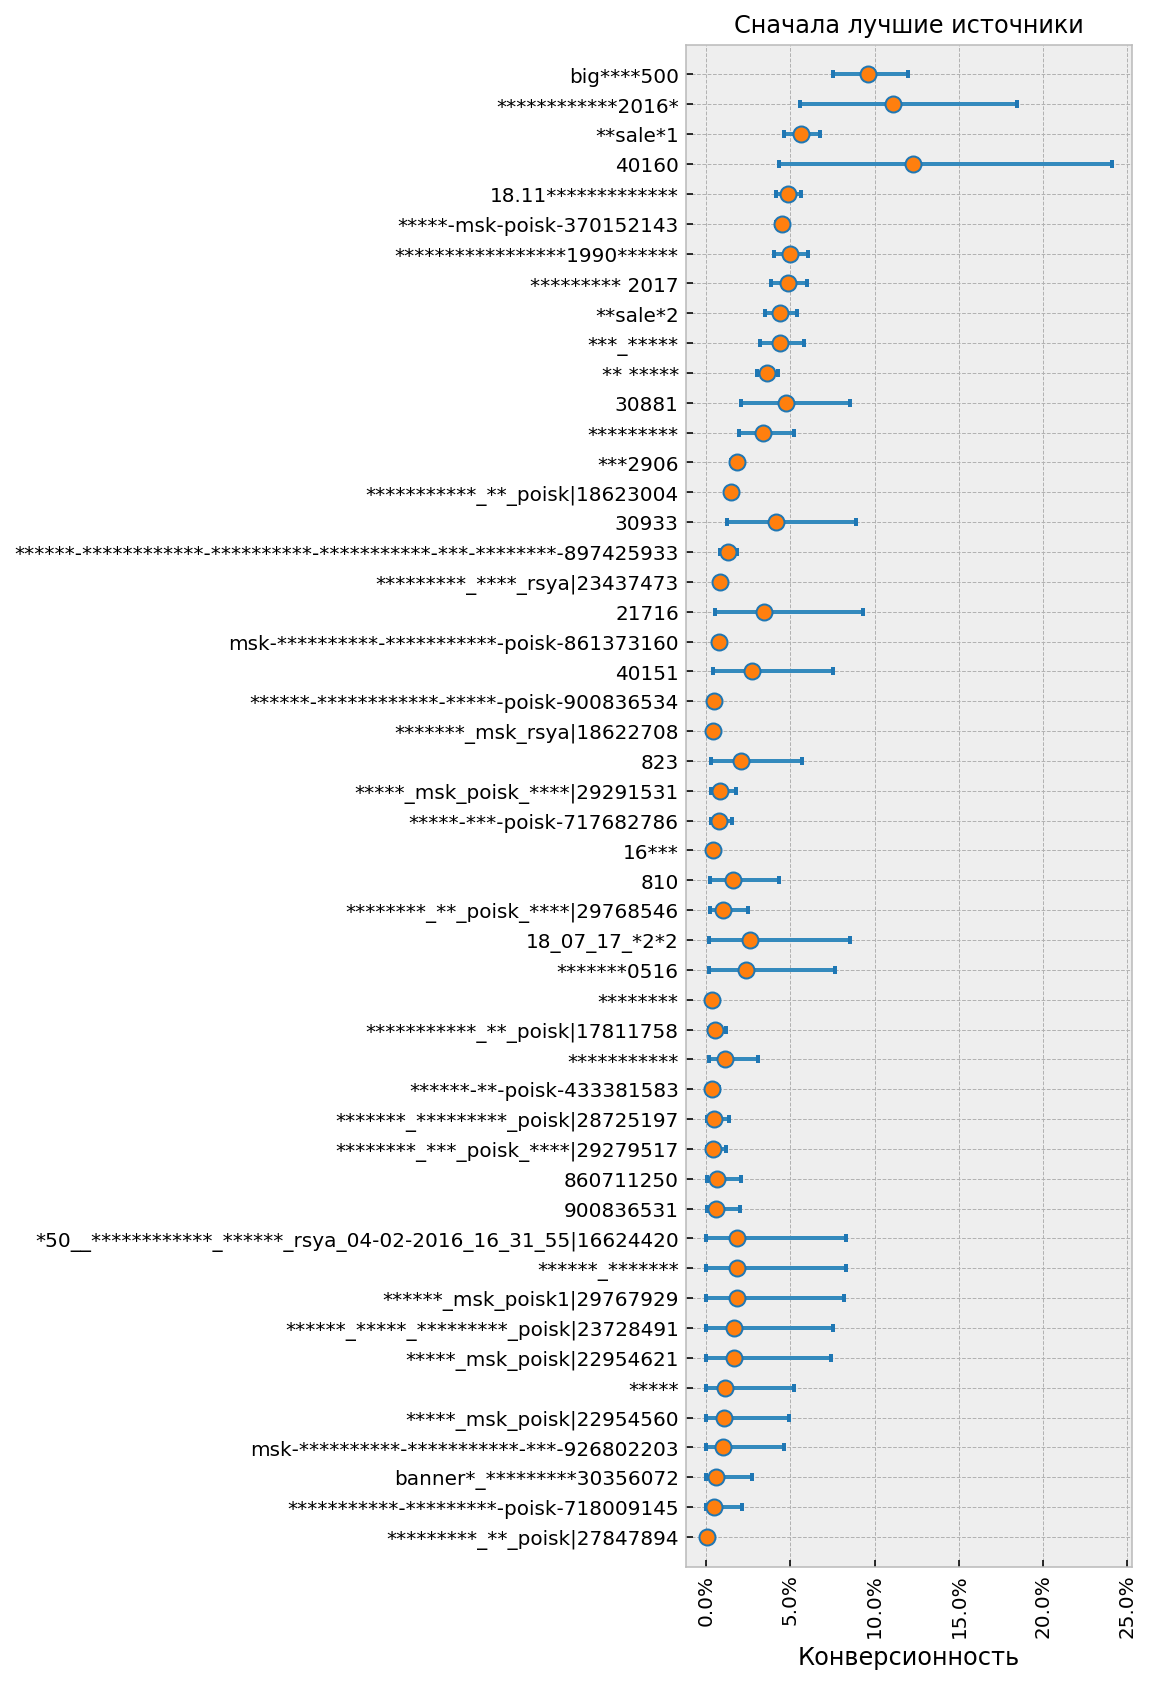 Сначала лучшие источники
big****500
************2016*
**sale*1
40160
18.11*************
*****-msk-poisk-370152143
*****************1990******
********* 2017
**sale*2
***_*****
** *****
30881
*********
***2906
***********_**_poisk|18623004
30933
******-************-**********-***********-***-********-897425933
*********_****_rsya|23437473
21716
msk-**********-***********-poisk-861373160
40151
******-************-*****-poisk-900836534
*******_msk_rsya|18622708
823
*****_msk_poisk_****|29291531
*****-***-poisk-717682786
16***
810
********_**_poisk_****|29768546
18_07_17_*2*2
*******0516
********
***********_**_poisk|17811758
***********
******-**-poisk-433381583
*******_*********_poisk|28725197
********_***_poisk_****|29279517
860711250
900836531
*50__************_******_rsya_04-02-2016_16_31_55|16624420
******_*******
******_msk_poisk1|29767929
******_*****_*********_poisk|23728491
*****_msk_poisk|22954621
*****
*****_msk_poisk|22954560
msk-**********-***********-***-926802203
banner*_*********30356072
***********-*********-poisk-718009145
*********_**_poisk|27847894
0.0%
5.0%
10.0%
15.0%
20.0%
25.0%
Конверсионность